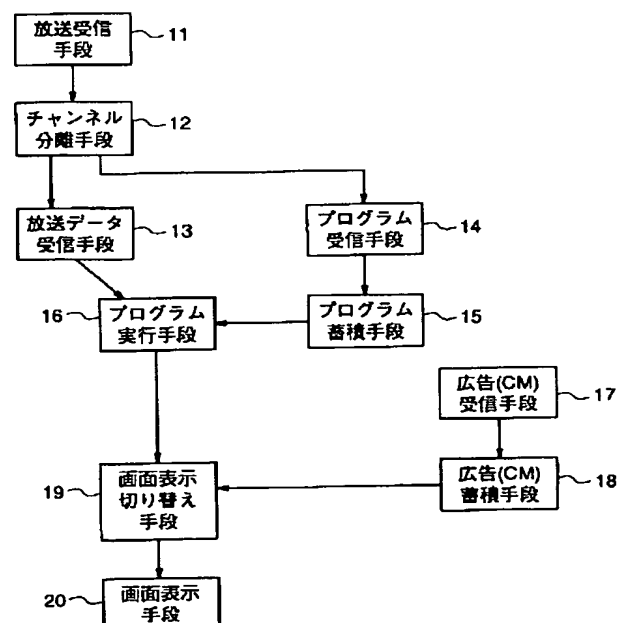 放送受信
手段
11
チャンネル
分離手段
12
放送データ
受信手段
13
プログラム
受信手段
14
16
プログラム
実行手段
プログラム
蓄積手段
15
広告(CM)
受信手段
17
19
画面表示
切り替え
手段
広告(CM)
蓄積手段
18
20
画面表示
手段